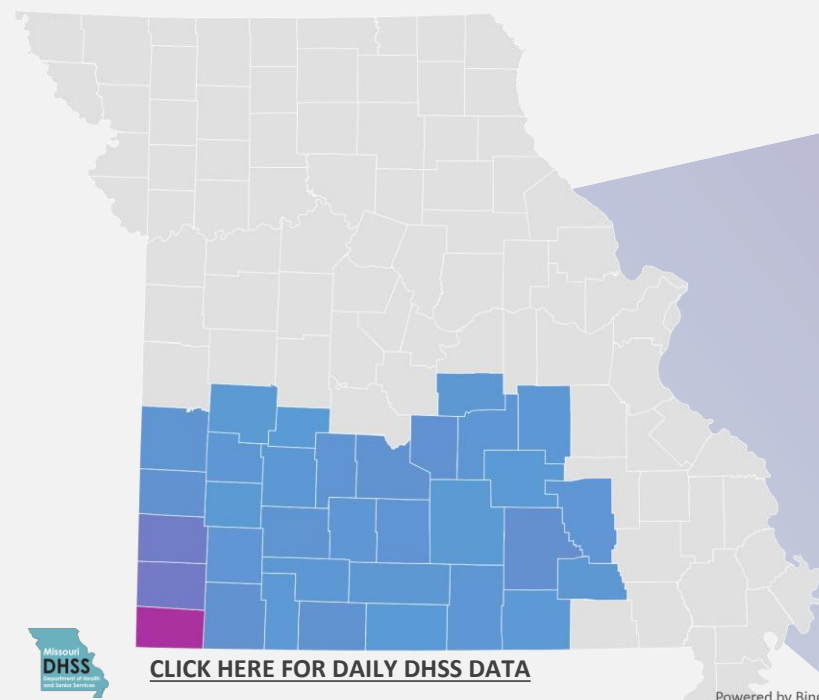 Missouri
DHSS
Department of Health
and Senior Services
CLICK HERE FOR DAILY DHSS DATA
Powered by Bing